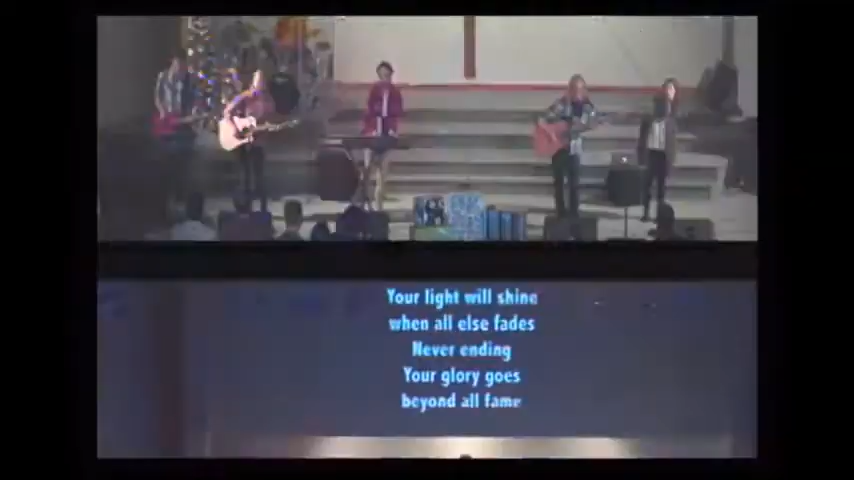 Your light will shine
when all else fades
Never ending
Your glory goes
beyond all fame